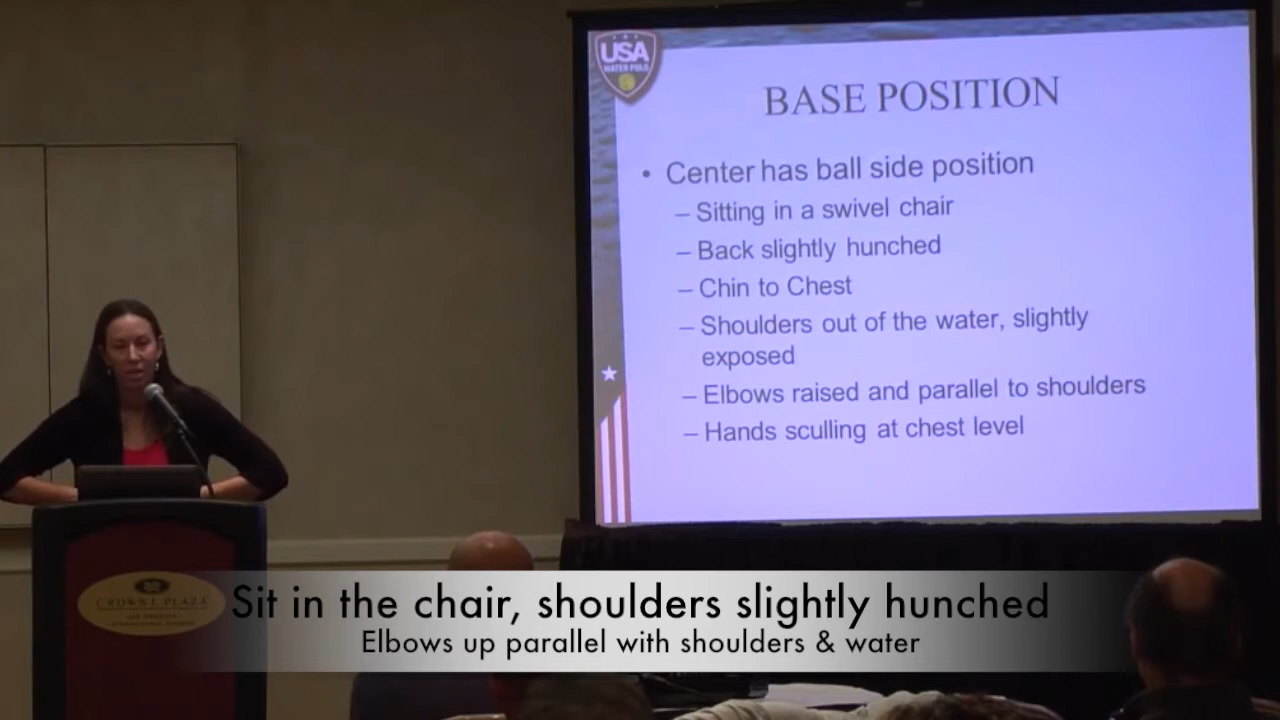 USA
WATER POLO
BASE POSITION
• Center has ball side position
– Sitting in a swivel chair
– Back slightly hunched
– Chin to Chest
– Shoulders out of the water, slightly
exposed
– Elbows raised and parallel to shoulders
– Hands sculling at chest level
CROWNE PLAZA
Sit in the chair, shoulders slightly hunched
Elbows up parallel with shoulders & water